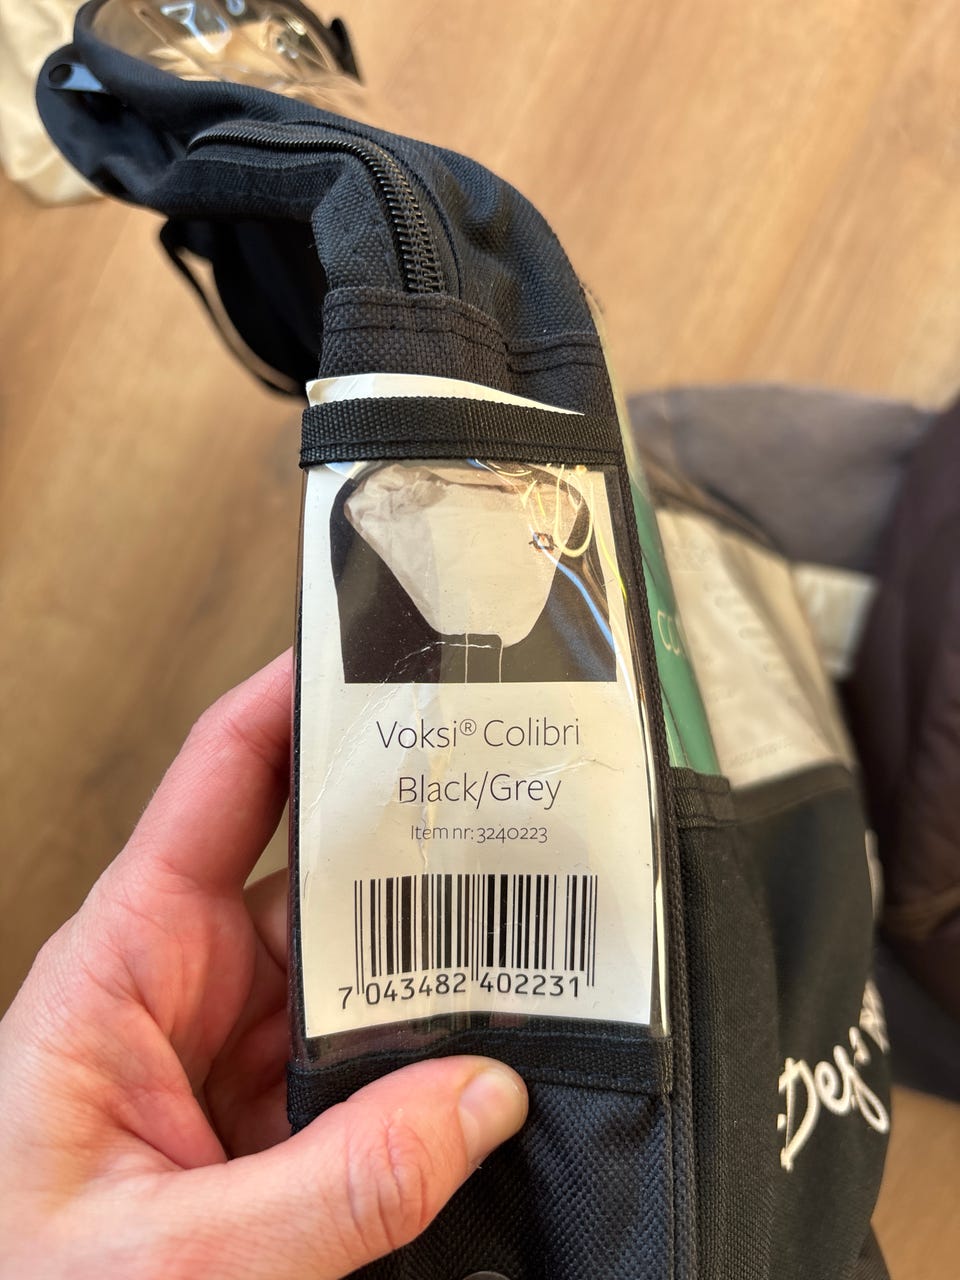 Voksi® Colibri
Black/Grey
Item nr: 3240223
7 043482 402231